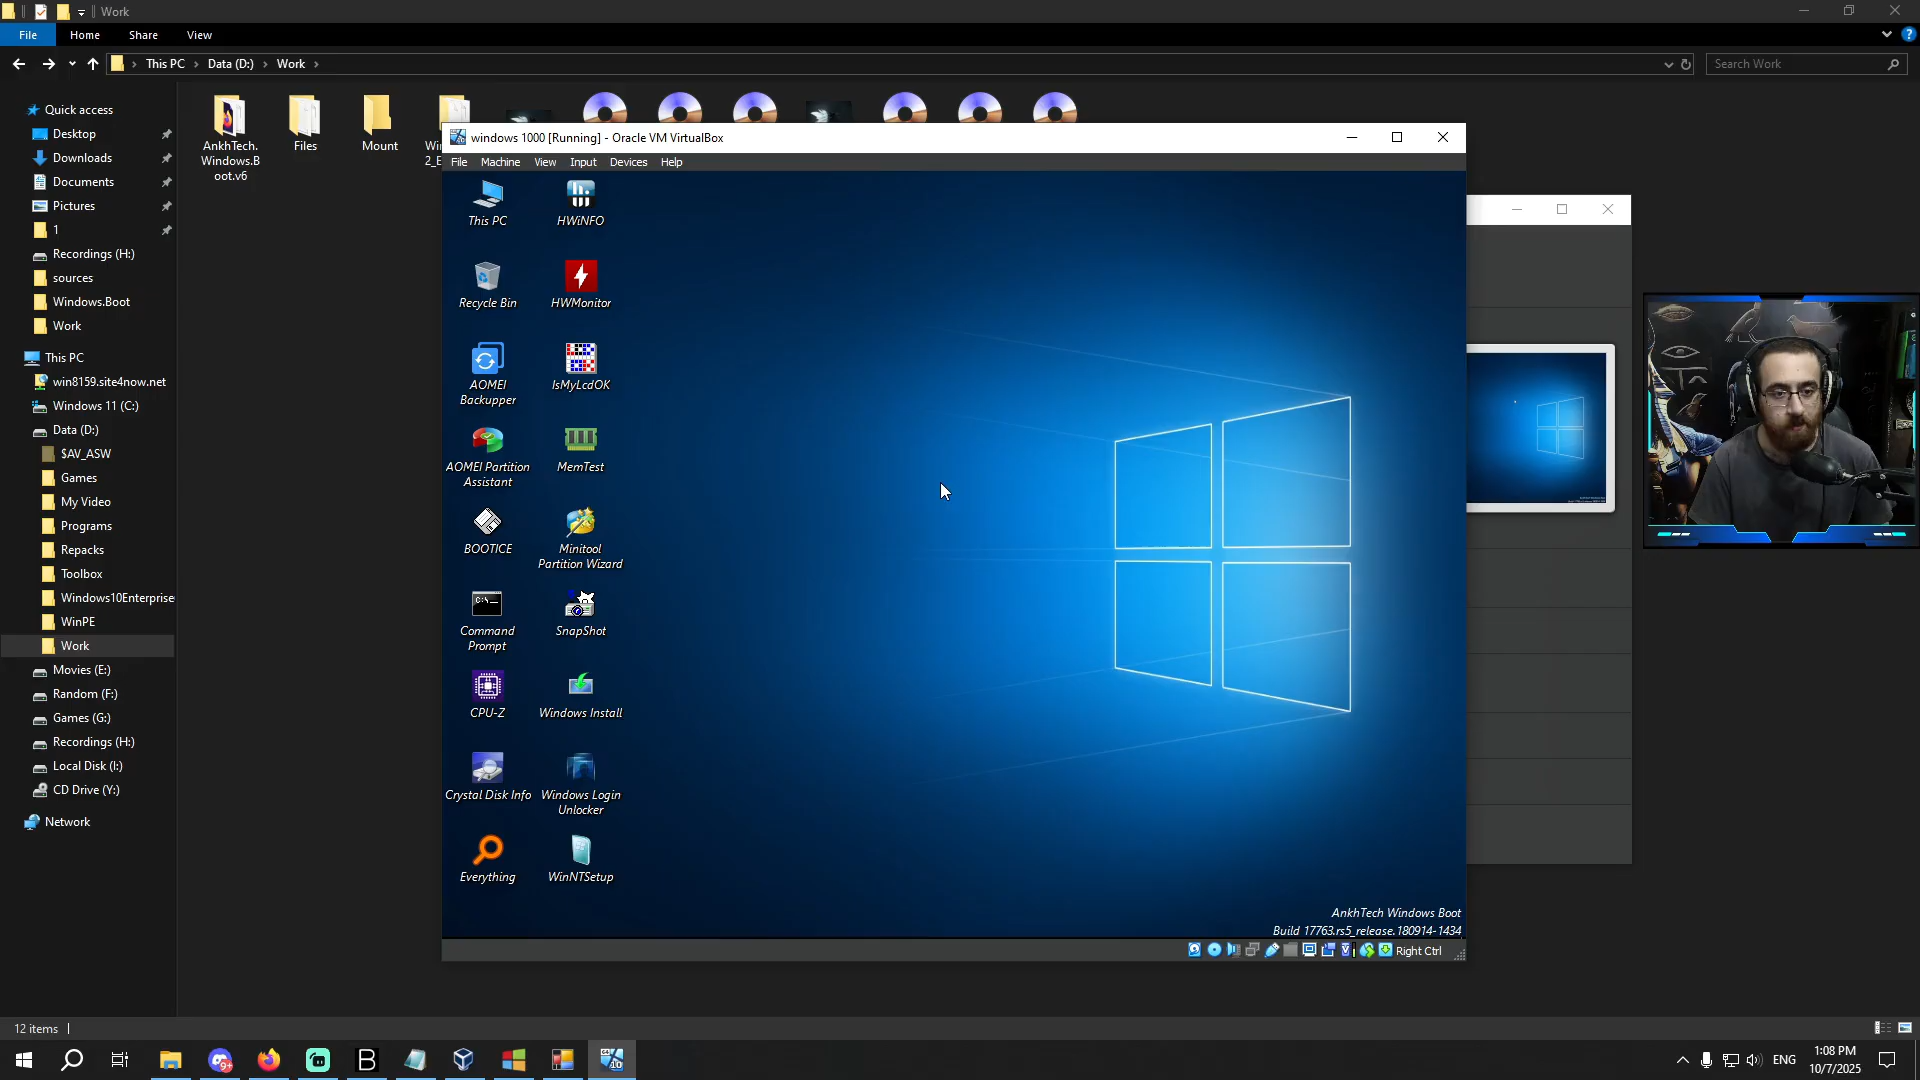 Work
File
Home
Share
View
This PC
Data (D:)
Work
Search Work
Quick access
Desktop
Downloads
Documents
Pictures
1
Recordings (H:)
sources
Windows.Boot
Work
This PC
win8159.site4now.net
Windows 11 (C:)
Data (D:)
$AV_ASW
Games
My Video
Programs
Repacks
Toolbox
Windows10Enterprise
WinPE
Work
Movies (E:)
Random (F:)
Games (G:)
Recordings (H:)
Local Disk (I:)
CD Drive (Y:)
Network
AnkhTech.
Windows.B
oot.v6
Files
Mount
windows 1000 [Running] - Oracle VM VirtualBox
File
Machine
View
Input
Devices
Help
This PC
HWiNFO
Recycle Bin
HWMonitor
AOMEI
Backupper
IsMyLcdOK
AOMEI Partition
Assistant
MemTest
BOOTICE
Minitool
Partition Wizard
Command
Prompt
SnapShot
CPU-Z
Windows Install
Crystal Disk Info
Windows Login
Unlocker
Everything
WinNTSetup
AnkhTech Windows Boot
Build 17763.rs5_release.180914-1434
Right Ctrl
12 items
ENG
1:08 PM
10/7/2025